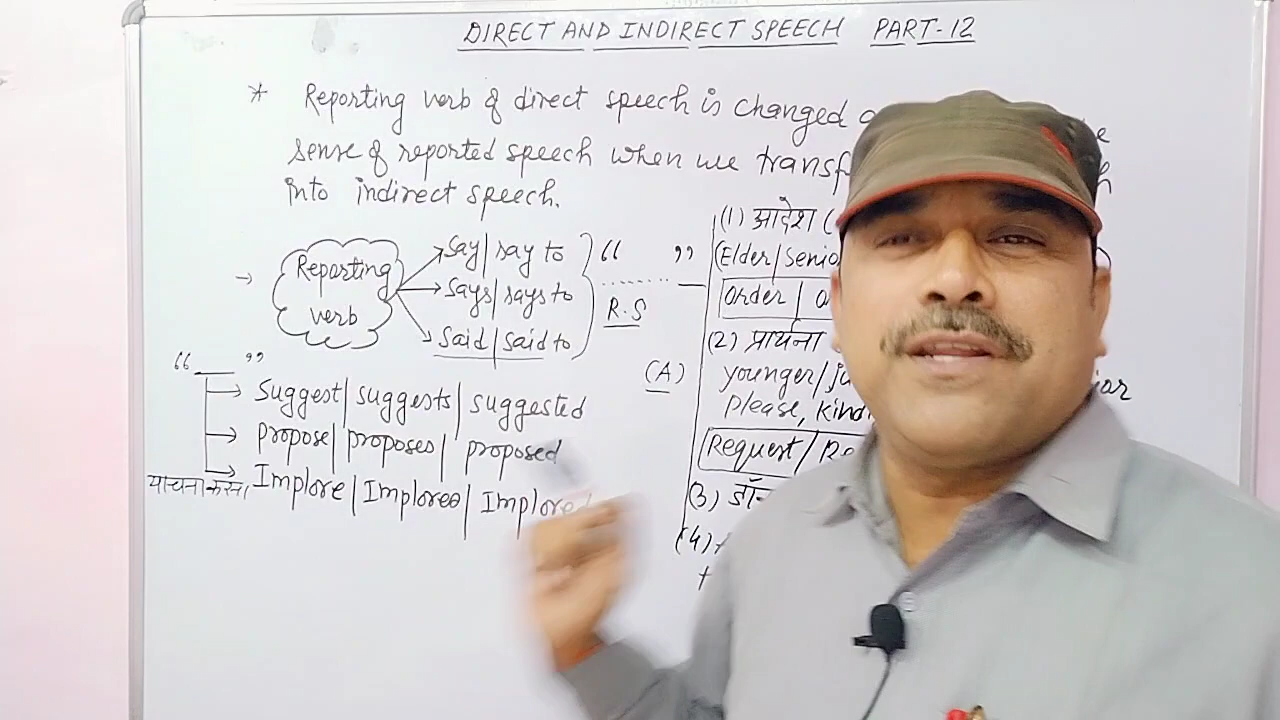 DIRECT AND INDIRECT SPEECH PART-12
* Reporting verb of direct speech is changed
sense of reported speech when we transf
into indirect speech.
→ Reporting verb
say/say to
says/says to
Said/said to
“ ”
R.S
“ ”
Suggest/suggests/suggested
propose/proposes/proposed
याचना करना Implore/Implores/Implored
(A)
(1) आदेश (
(Elder/Senio
Order/O
(2) प्रार्थना
younger/ju
please, kind
Request/Re
(3) डॉ
(4)